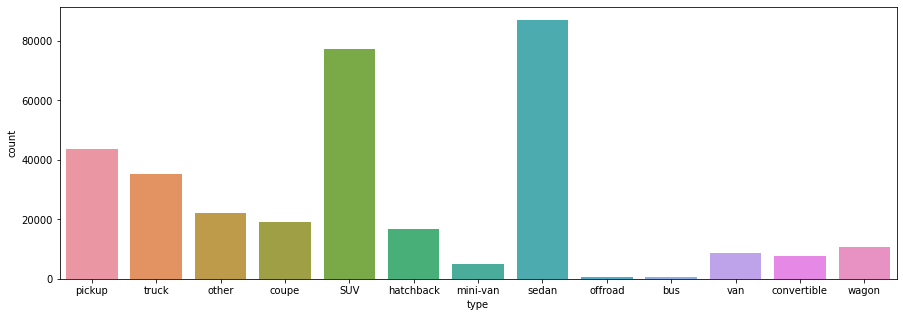 80000
60000
40000
20000
0
count
pickup truck other coupe SUV hatchback mini-van sedan offroad bus van convertible wagon
type